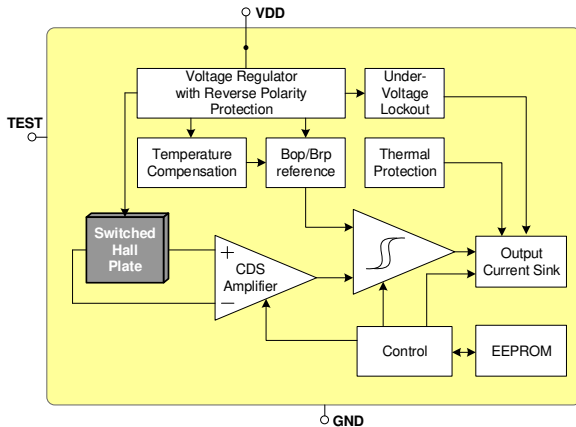 VDD
Voltage Regulator
with Reverse Polarity
Protection
Under-
Voltage
Lockout
TEST
Temperature
Compensation
Bop/Brp
reference
Thermal
Protection
Switched
Hall
Plate
+
CDS
Amplifier
−
Output
Current Sink
Control
EEPROM
GND